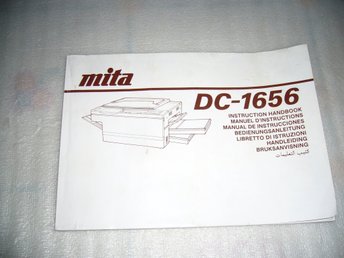 mita
DC-1656
INSTRUCTION HANDBOOK
MANUEL D'INSTRUCTIONS
MANUAL DE INSTRUCCIONES
BEDIENUNGSANLEITUNG
LIBRETTO DI ISTRUZIONI
HANDLEIDING
BRUKSANVISNING
كتيب التعليمات